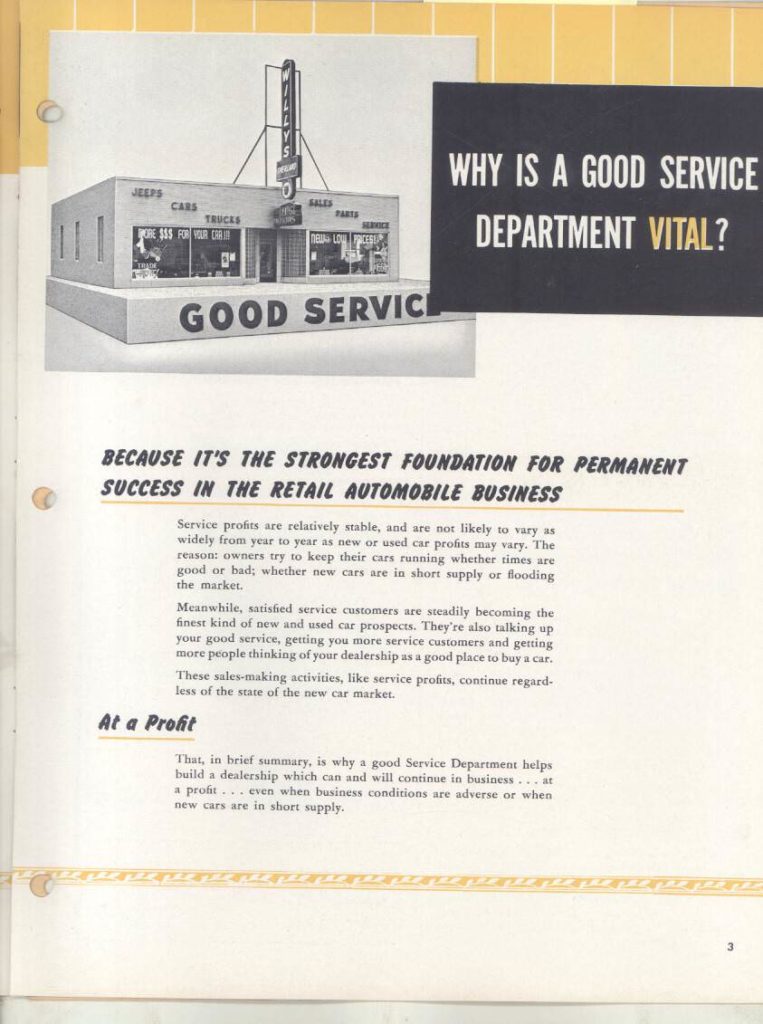 WILLYS
JEEPS
CARS
TRUCKS
SALES
PARTS
SERVICE
MORE $$$ FOR YOUR CAR!!!
TRADE
NEW LOW PRICES!
GOOD SERVICE
WHY IS A GOOD SERVICE
DEPARTMENT VITAL?
BECAUSE IT'S THE STRONGEST FOUNDATION FOR PERMANENT
SUCCESS IN THE RETAIL AUTOMOBILE BUSINESS
Service profits are relatively stable, and are not likely to vary as
widely from year to year as new or used car profits may vary. The
reason: owners try to keep their cars running whether times are
good or bad; whether new cars are in short supply or flooding
the market.
Meanwhile, satisfied service customers are steadily becoming the
finest kind of new and used car prospects. They're also talking up
your good service, getting you more service customers and getting
more people thinking of your dealership as a good place to buy a car.
These sales-making activities, like service profits, continue regard-
less of the state of the new car market.
At a Profit
That, in brief summary, is why a good Service Department helps
build a dealership which can and will continue in business . . . at
a profit . . . even when business conditions are adverse or when
new cars are in short supply.
3